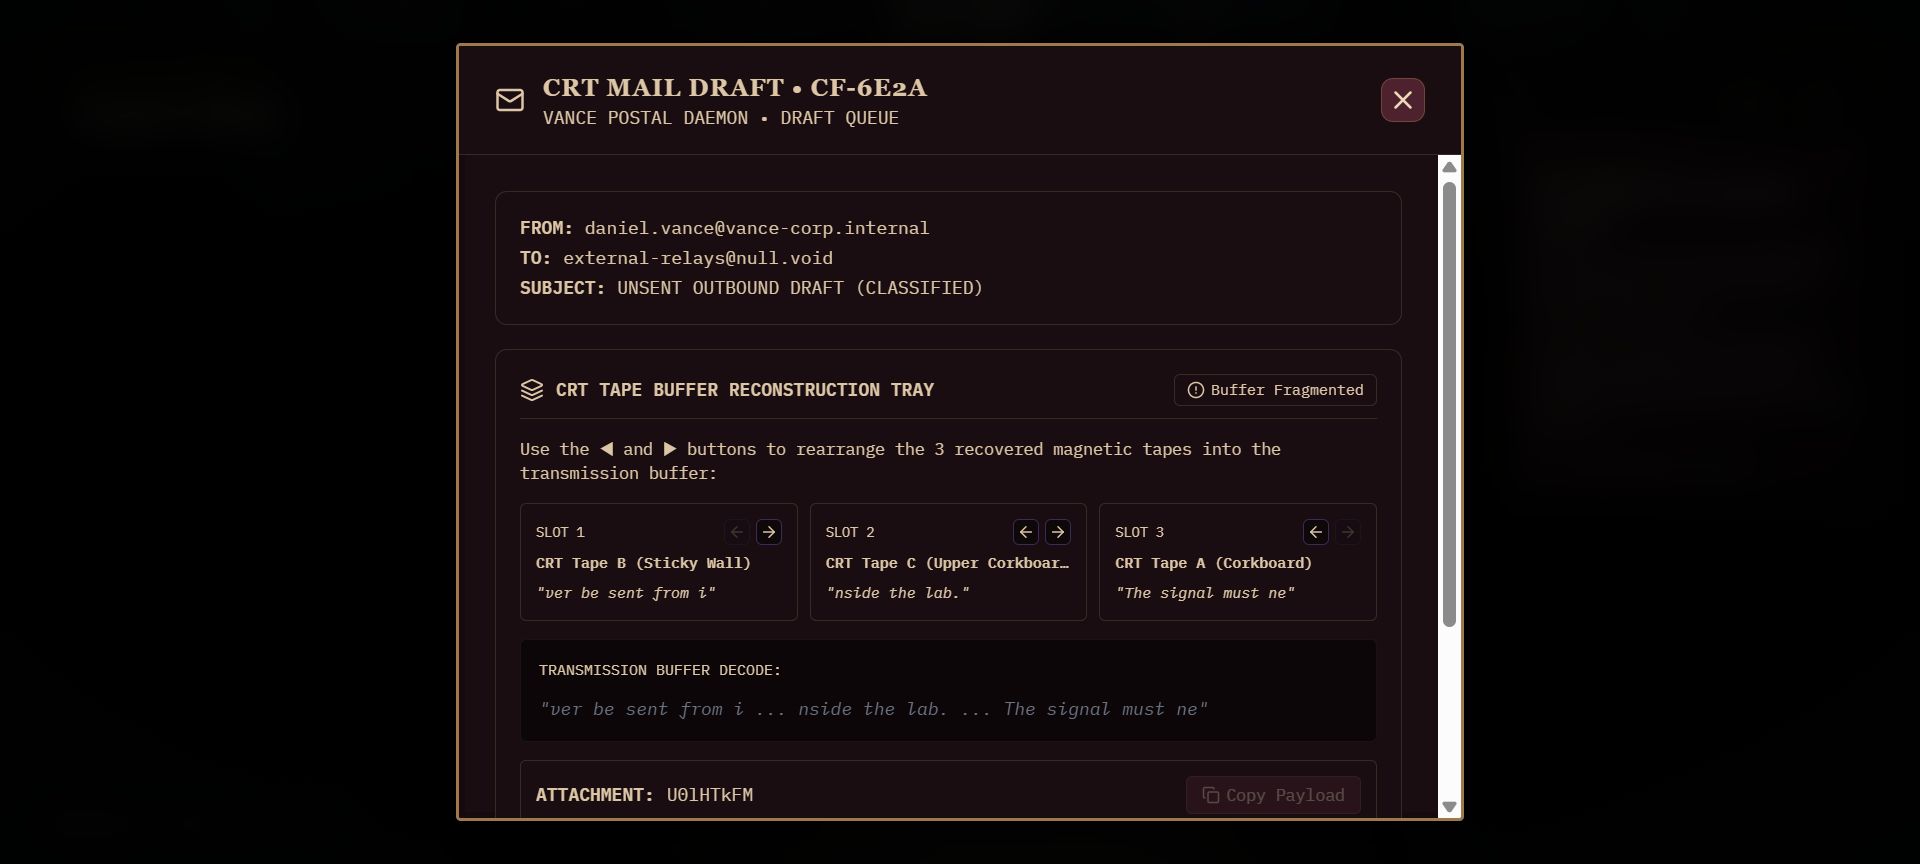 CRT MAIL DRAFT • CF-6E2A
VANCE POSTAL DAEMON • DRAFT QUEUE
FROM: daniel.vance@vance-corp.internal
TO: external-relays@null.void
SUBJECT: UNSENT OUTBOUND DRAFT (CLASSIFIED)
CRT TAPE BUFFER RECONSTRUCTION TRAY
Buffer Fragmented
Use the ◀ and ▶ buttons to rearrange the 3 recovered magnetic tapes into the
transmission buffer:
SLOT 1
CRT Tape B (Sticky Wall)
"ver be sent from i"
SLOT 2
CRT Tape C (Upper Corkboar…
"nside the lab."
SLOT 3
CRT Tape A (Corkboard)
"The signal must ne"
TRANSMISSION BUFFER DECODE:
"ver be sent from i ... nside the lab. ... The signal must ne"
ATTACHMENT: U0lHTkFM
Copy Payload